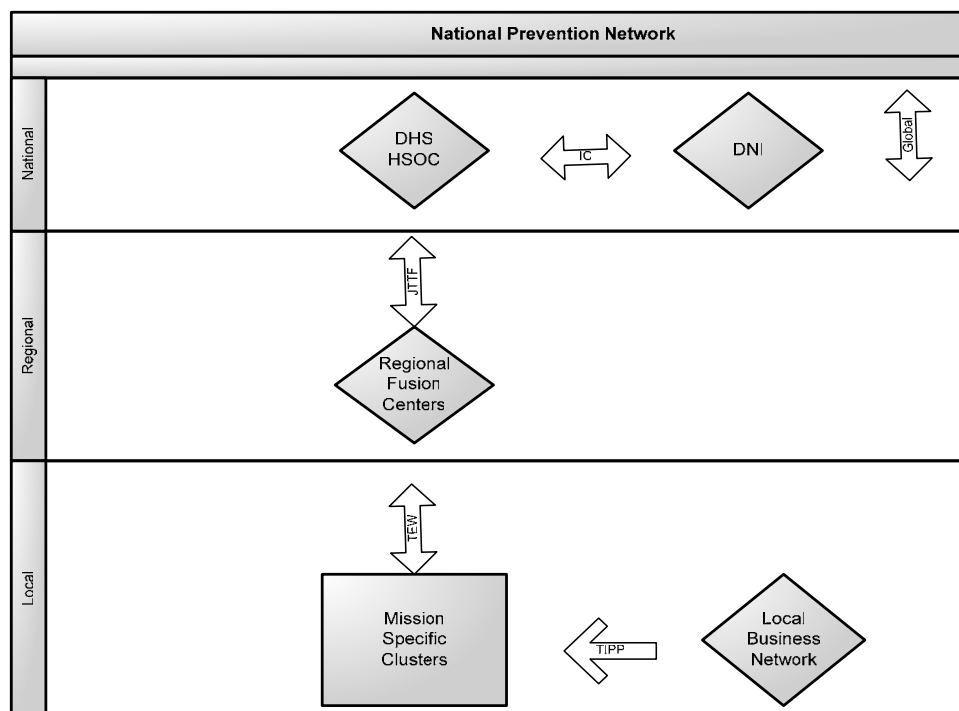 National Prevention Network
National
DHS
HSOC
IC
DNI
Global
Regional
JTTF
Regional
Fusion
Centers
Local
TEW
Mission
Specific
Clusters
TIPP
Local
Business
Network